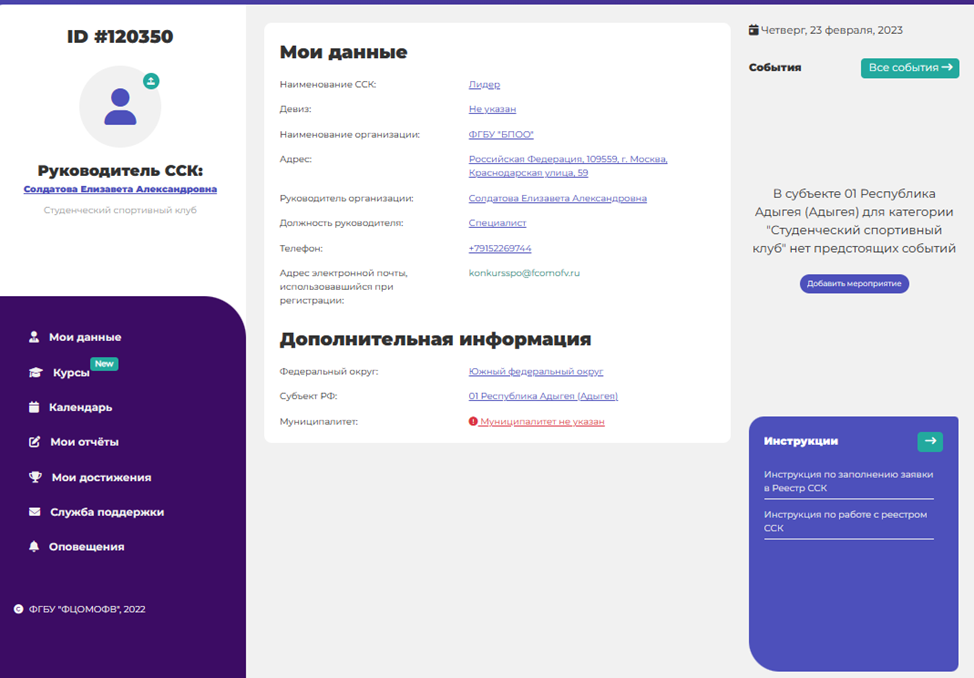 ID #120350
Руководитель ССК:
Солдатова Елизавета Александровна
Студенческий спортивный клуб
Мои данные
Курсы New
Календарь
Мои отчёты
Мои достижения
Служба поддержки
Оповещения
ФГБУ "ФЦОМОФВ", 2022
Мои данные
Наименование ССК: Лидер
Девиз: Не указан
Наименование организации: ФГБУ "БПОО"
Адрес: Российская Федерация, 109559, г. Москва,
Краснодарская улица, 59
Руководитель организации: Солдатова Елизавета Александровна
Должность руководителя: Специалист
Телефон: +79152269744
Адрес электронной почты, konkursspo@fcomofv.ru
использовавшийся при
регистрации:
Дополнительная информация
Федеральный округ: Южный федеральный округ
Субъект РФ: 01 Республика Адыгея (Адыгея)
Муниципалитет: Муниципалитет не указан
Четверг, 23 февраля, 2023
События Все события →
В субъекте 01 Республика
Адыгея (Адыгея) для категории
"Студенческий спортивный
клуб" нет предстоящих событий
Добавить мероприятие
Инструкции →
Инструкция по заполнению заявки
в Реестр ССК
Инструкция по работе с реестром
ССК